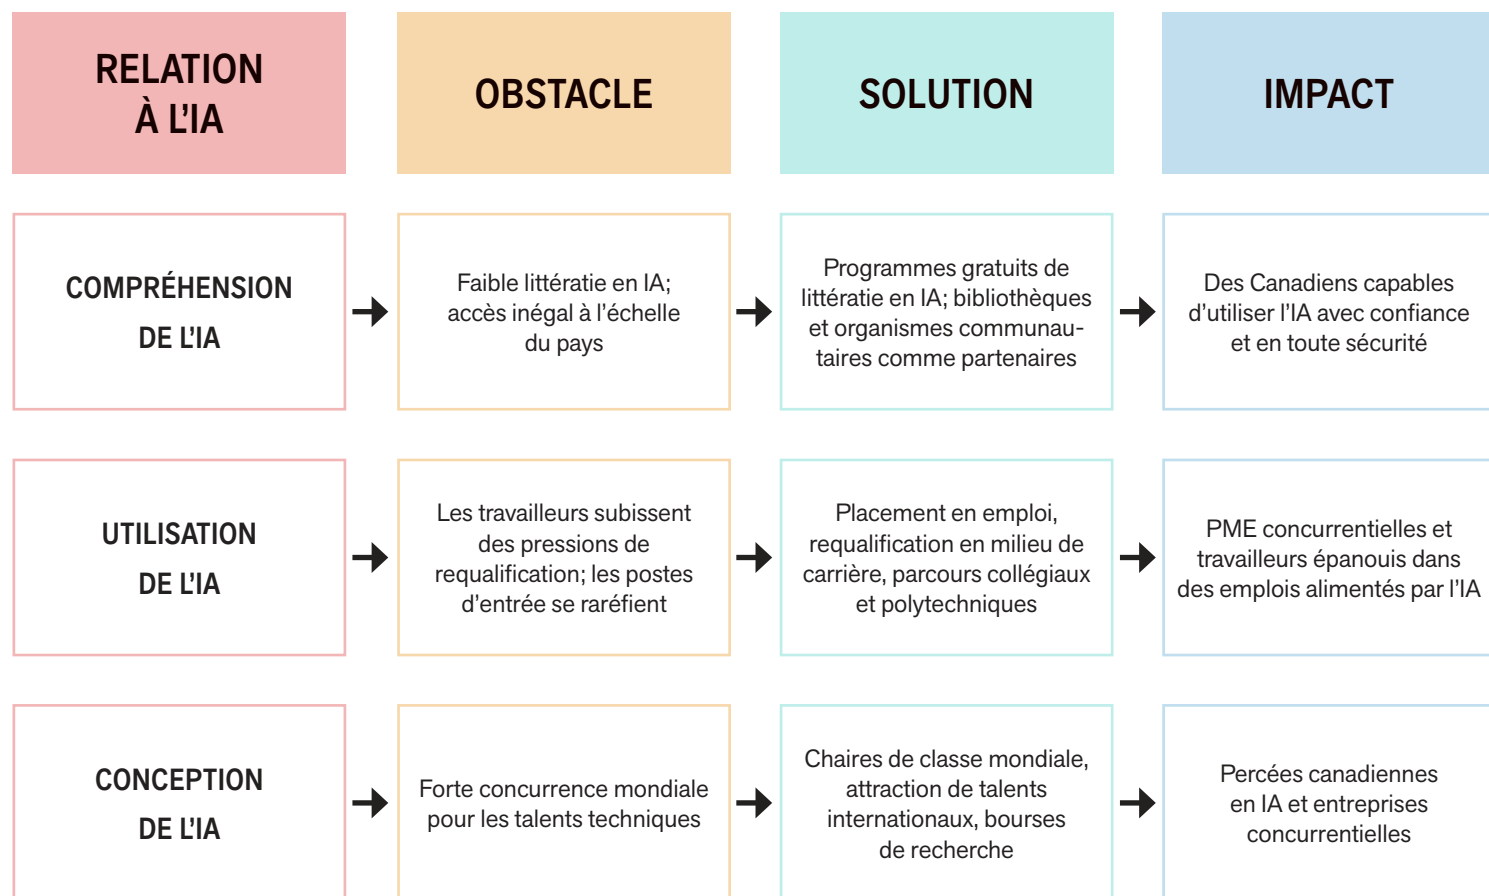 RELATION
À L'IA
OBSTACLE
SOLUTION
IMPACT
COMPRÉHENSION
DE L'IA
Faible littératie en IA;
accès inégal à l'échelle
du pays
Programmes gratuits de
littératie en IA; bibliothèques
et organismes communau-
taires comme partenaires
Des Canadiens capables
d'utiliser l'IA avec confiance
et en toute sécurité
UTILISATION
DE L'IA
Les travailleurs subissent
des pressions de
requalification; les postes
d'entrée se raréfient
Placement en emploi,
requalification en milieu de
carrière, parcours collégiaux
et polytechniques
PME concurrentielles et
travailleurs épanouis dans
des emplois alimentés par l'IA
CONCEPTION
DE L'IA
Forte concurrence mondiale
pour les talents techniques
Chaires de classe mondiale,
attraction de talents
internationaux, bourses
de recherche
Percées canadiennes
en IA et entreprises
concurrentielles